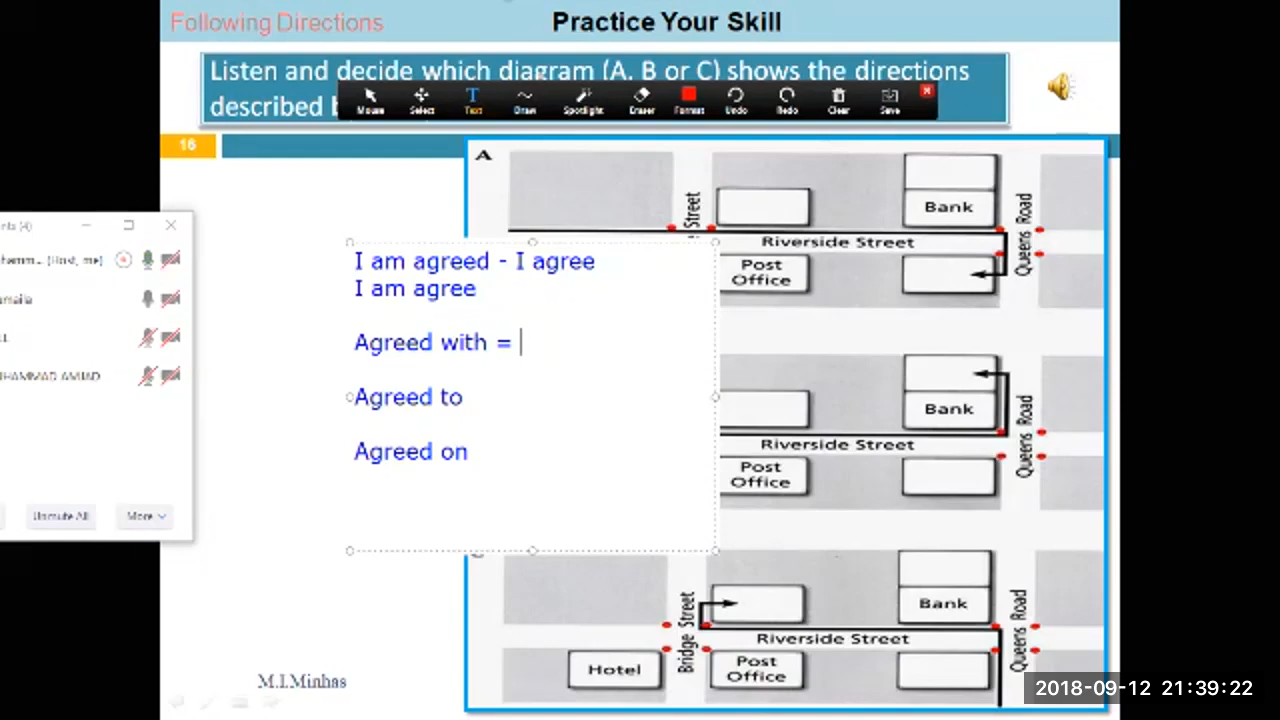 Following Directions
Practice Your Skill
Listen and decide which diagram (A, B or C) shows the directions
described
Mouse Select Text Draw Spotlight Eraser Format Undo Redo Clear Save
16
A
Street
Bank
Queens Road
Riverside Street
Post
Office
(4)
(Host, me)
I am agreed - I agree
I am agree
Agreed with =
Agreed to
Agreed on
Bank
Queens Road
Riverside Street
Post
Office
Unmute All
More
Bridge Street
Bank
Queens Road
Riverside Street
Hotel
Post
Office
M.I.Minhas
2018-09-12 21:39:22